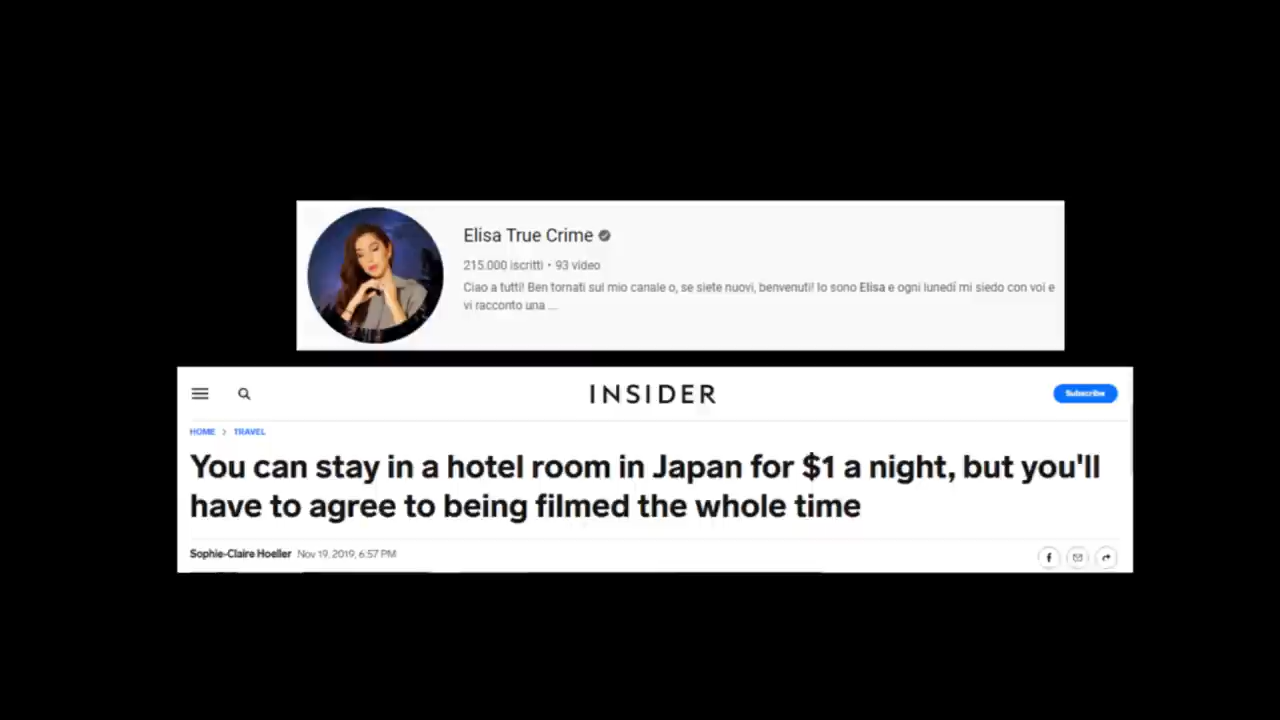 Elisa True Crime
215.000 iscritti • 93 video
Ciao a tutti! Ben tornati sul mio canale o, se siete nuovi, benvenuti! Io sono Elisa e ogni lunedì mi siedo con voi e
vi racconto una ...
INSIDER
Subscribe
HOME > TRAVEL
You can stay in a hotel room in Japan for $1 a night, but you'll
have to agree to being filmed the whole time
Sophie-Claire Hoeller Nov 19, 2019, 6:57 PM